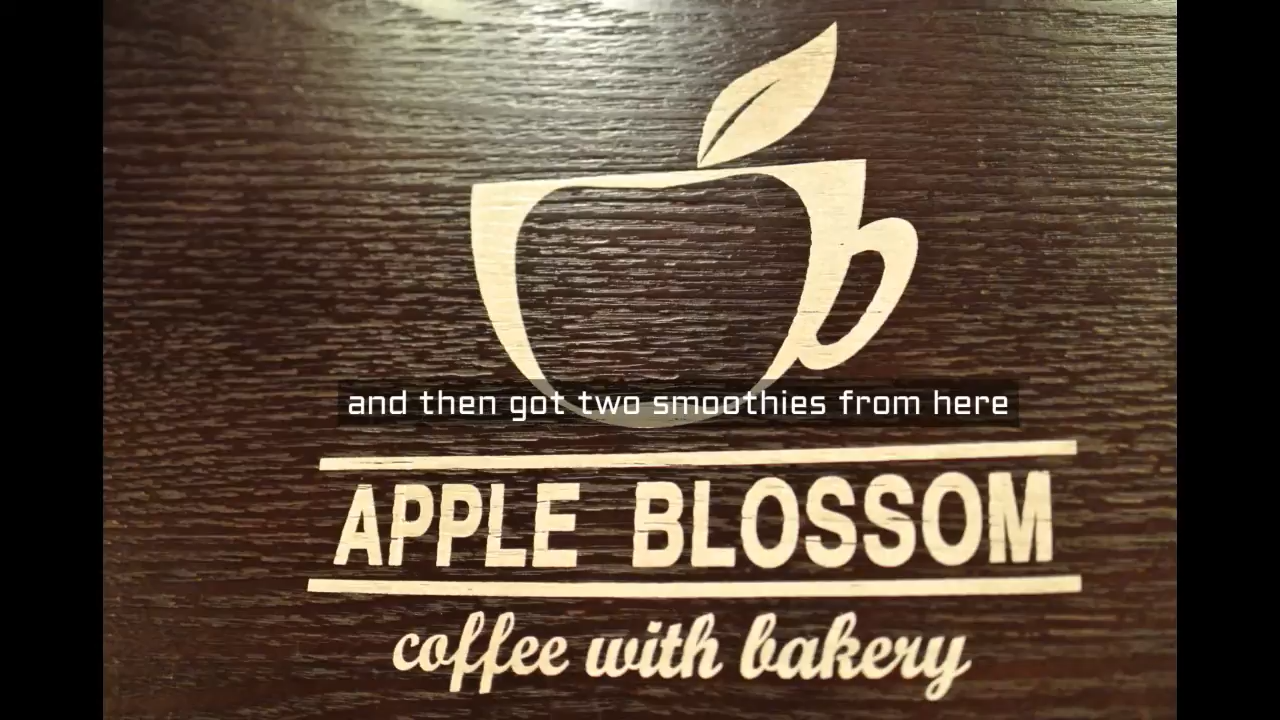 and then got two smoothies from here
APPLE BLOSSOM
coffee with bakery